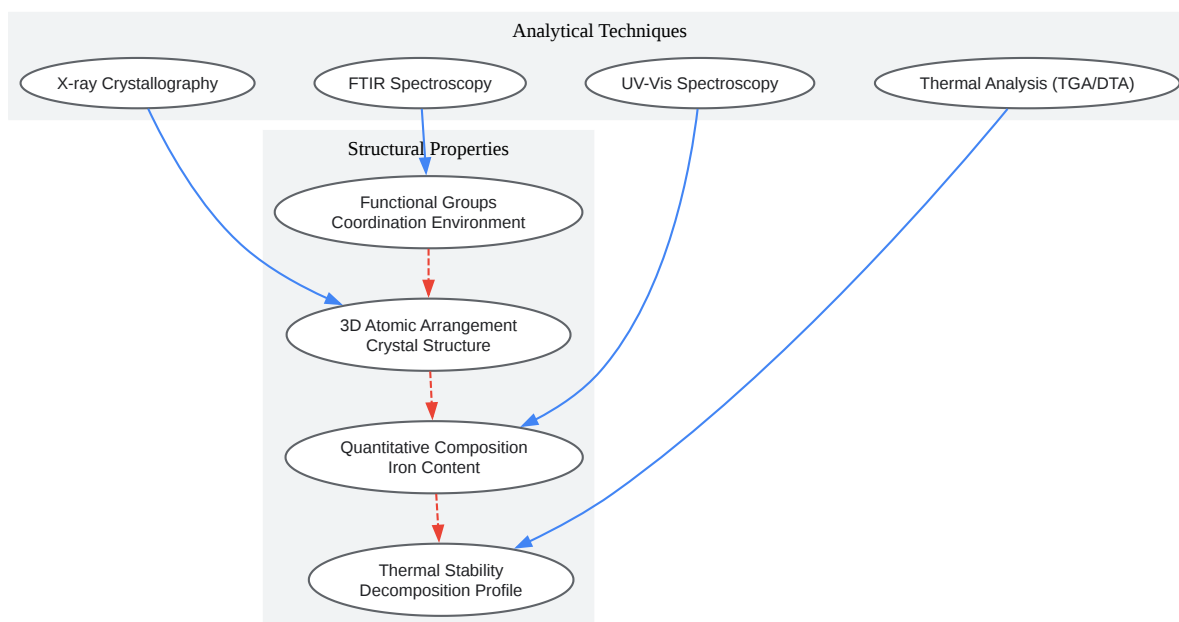 Analytical Techniques
X-ray Crystallography
FTIR Spectroscopy
UV-Vis Spectroscopy
Thermal Analysis (TGA/DTA)
Structural Properties
Functional Groups
Coordination Environment
3D Atomic Arrangement
Crystal Structure
Quantitative Composition
Iron Content
Thermal Stability
Decomposition Profile